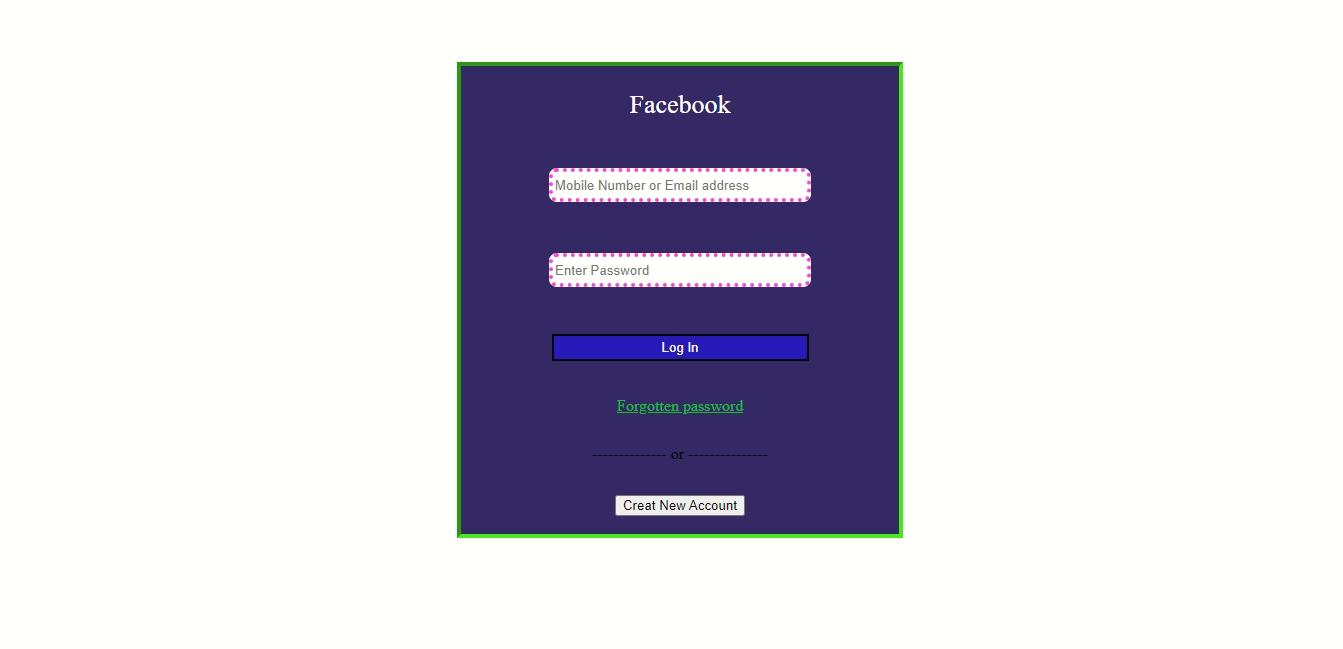 Facebook
Mobile Number or Email address
Enter Password
Log In
Forgotten password
-------------- or ---------------
Creat New Account